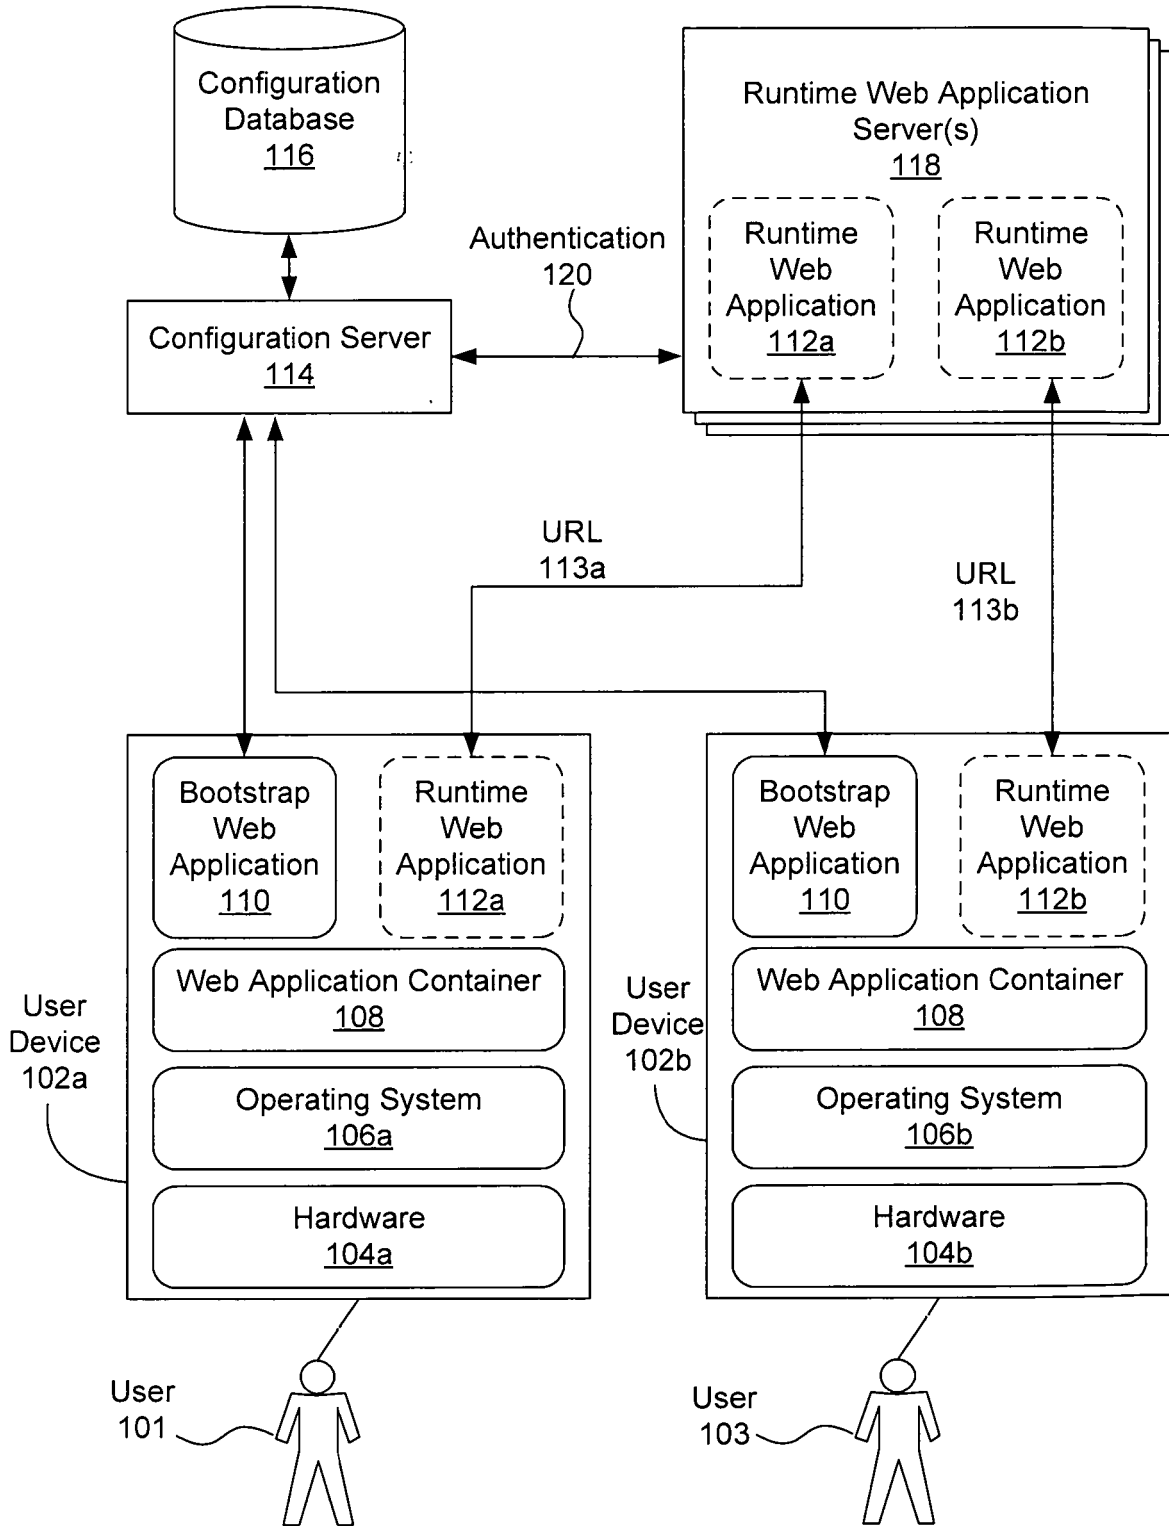 Configuration
Database
116
Runtime Web Application
Server(s)
118
Runtime
Web
Application
112a
Runtime
Web
Application
112b
Authentication
120
Configuration Server
114
URL
113a
URL
113b
Bootstrap
Web
Application
110
Runtime
Web
Application
112a
Web Application Container
108
Operating System
106a
Hardware
104a
User
Device
102a
Bootstrap
Web
Application
110
Runtime
Web
Application
112b
Web Application Container
108
Operating System
106b
Hardware
104b
User
Device
102b
User
101
User
103